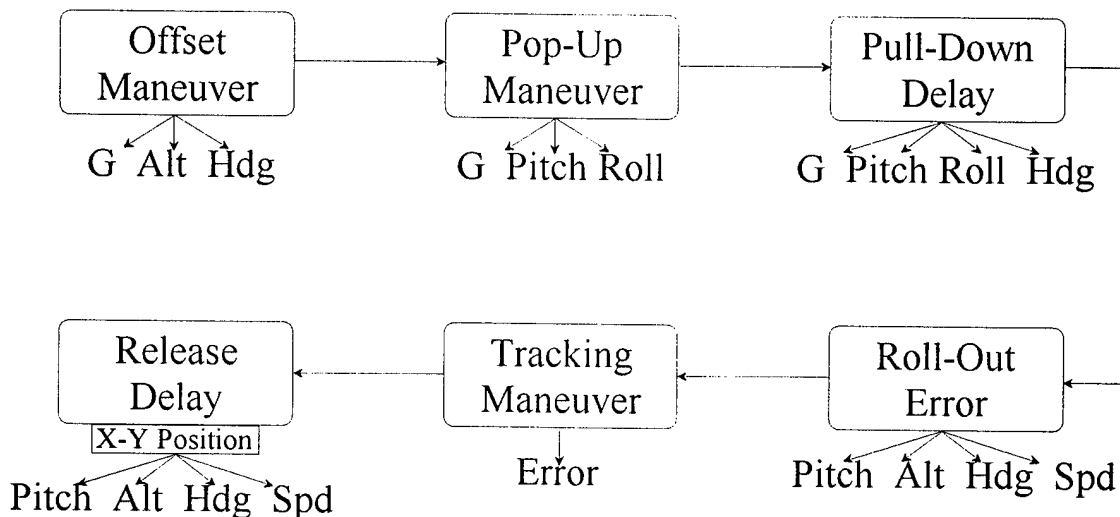 Offset
Maneuver
G Alt Hdg
Pop-Up
Maneuver
G Pitch Roll
Pull-Down
Delay
G Pitch Roll Hdg
Release
Delay
X-Y Position
Pitch Alt Hdg Spd
Tracking
Maneuver
Error
Roll-Out
Error
Pitch Alt Hdg Spd